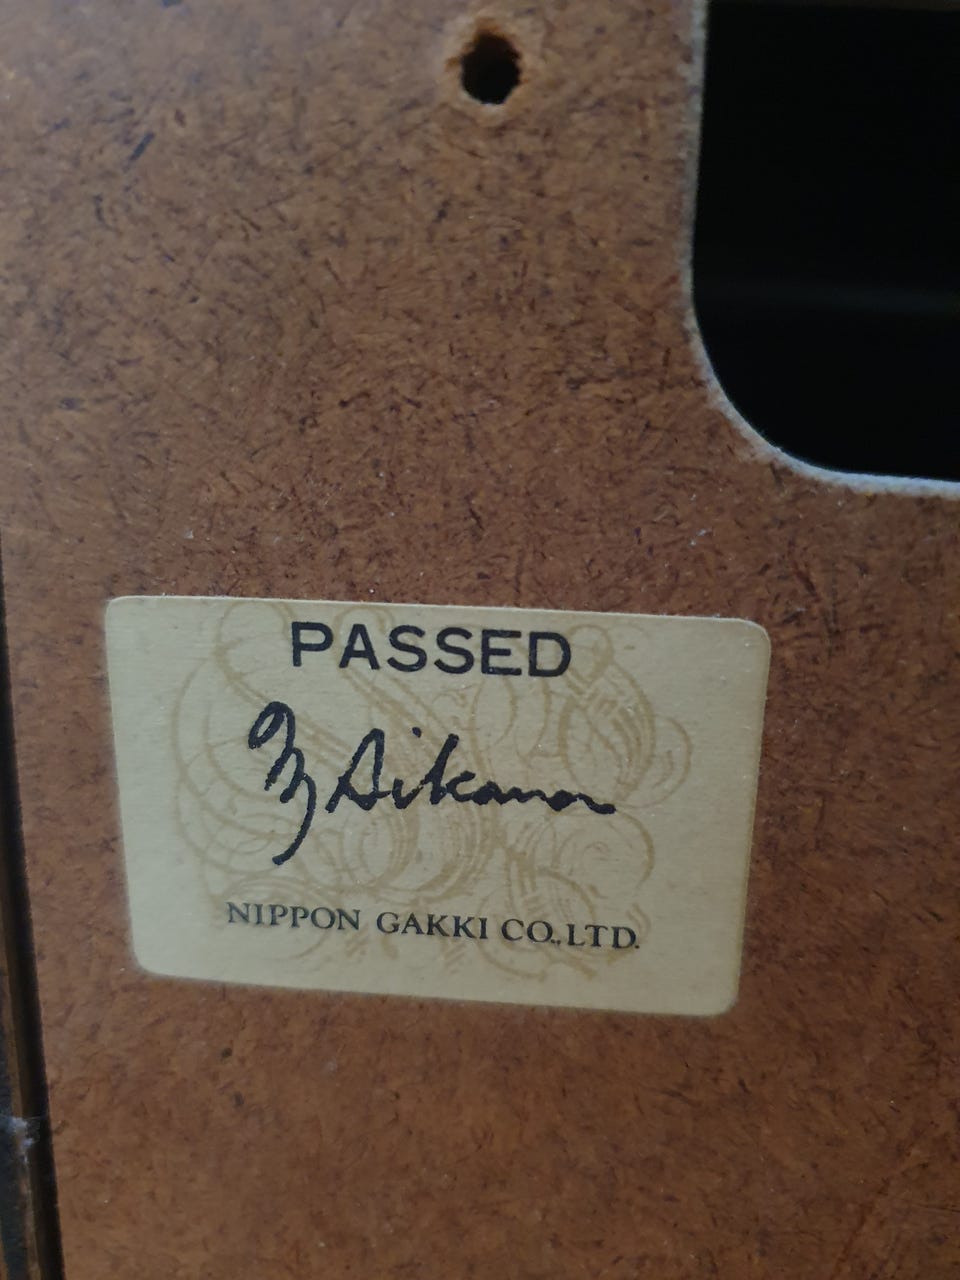 PASSED
NIPPON GAKKI CO., LTD.